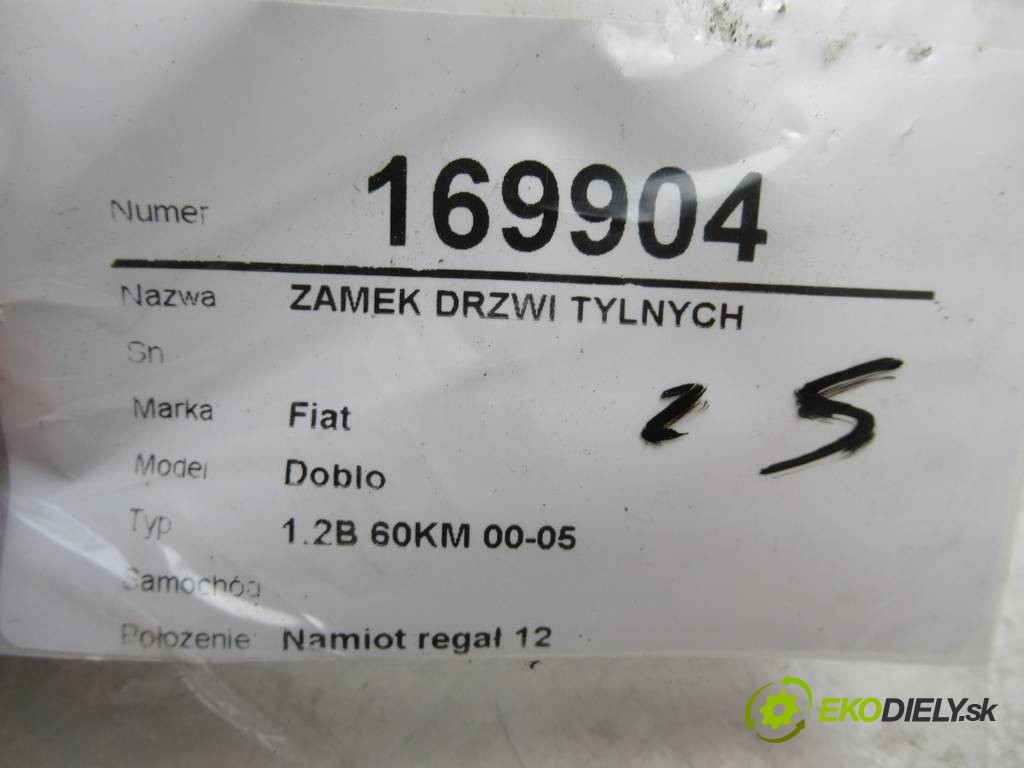 Numer 169904
Nazwa ZAMEK DRZWI TYLNYCH
Sn
Marka Fiat
2 5
Model Doblo
Typ 1.2B 60KM 00-05
Samochód
Położenie Namiot regał 12
EKODIELY.sk